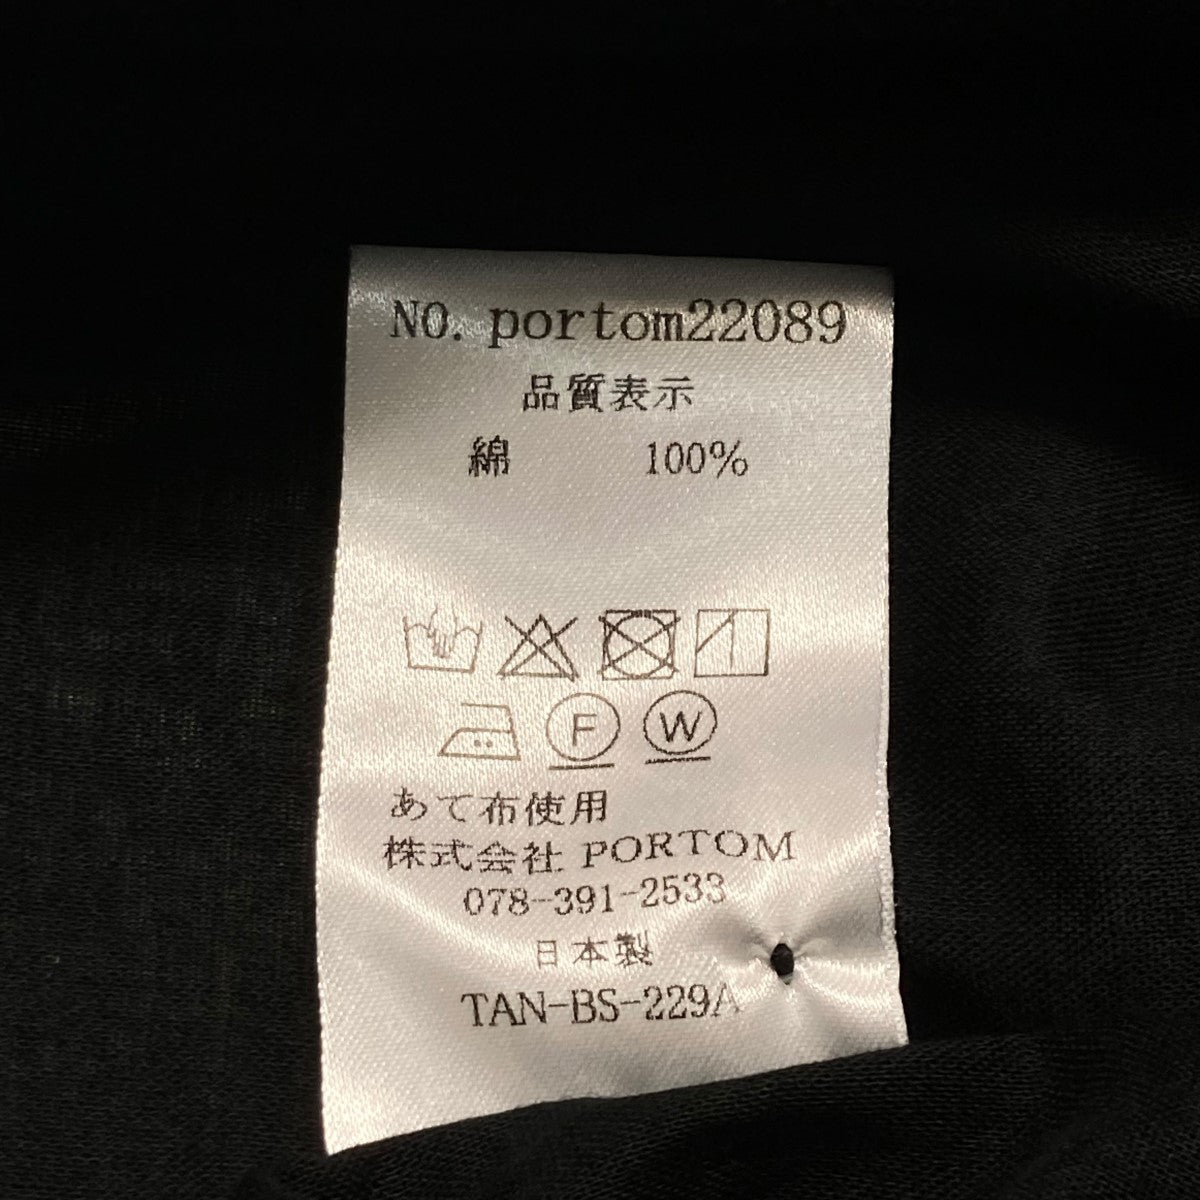 NO. portom22089
品質表示
綿 100%
F W
あて布使用
株式会社 PORTOM
078-391-2533
日本製
TAN-BS-229A